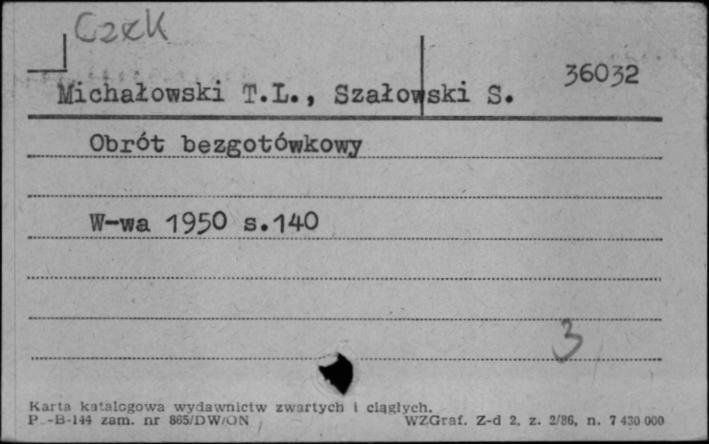 Czek
36032
Michałowski T.L., Szałowski S.
Obrót bezgotówkowy
W-wa 1950 s.140
3
Karta katalogowa wydawnictw zwartych i ciągłych.
zam. nr 865/DW/ON WZGraf. Z-d 2, z. 2/86, n. 7 430 000